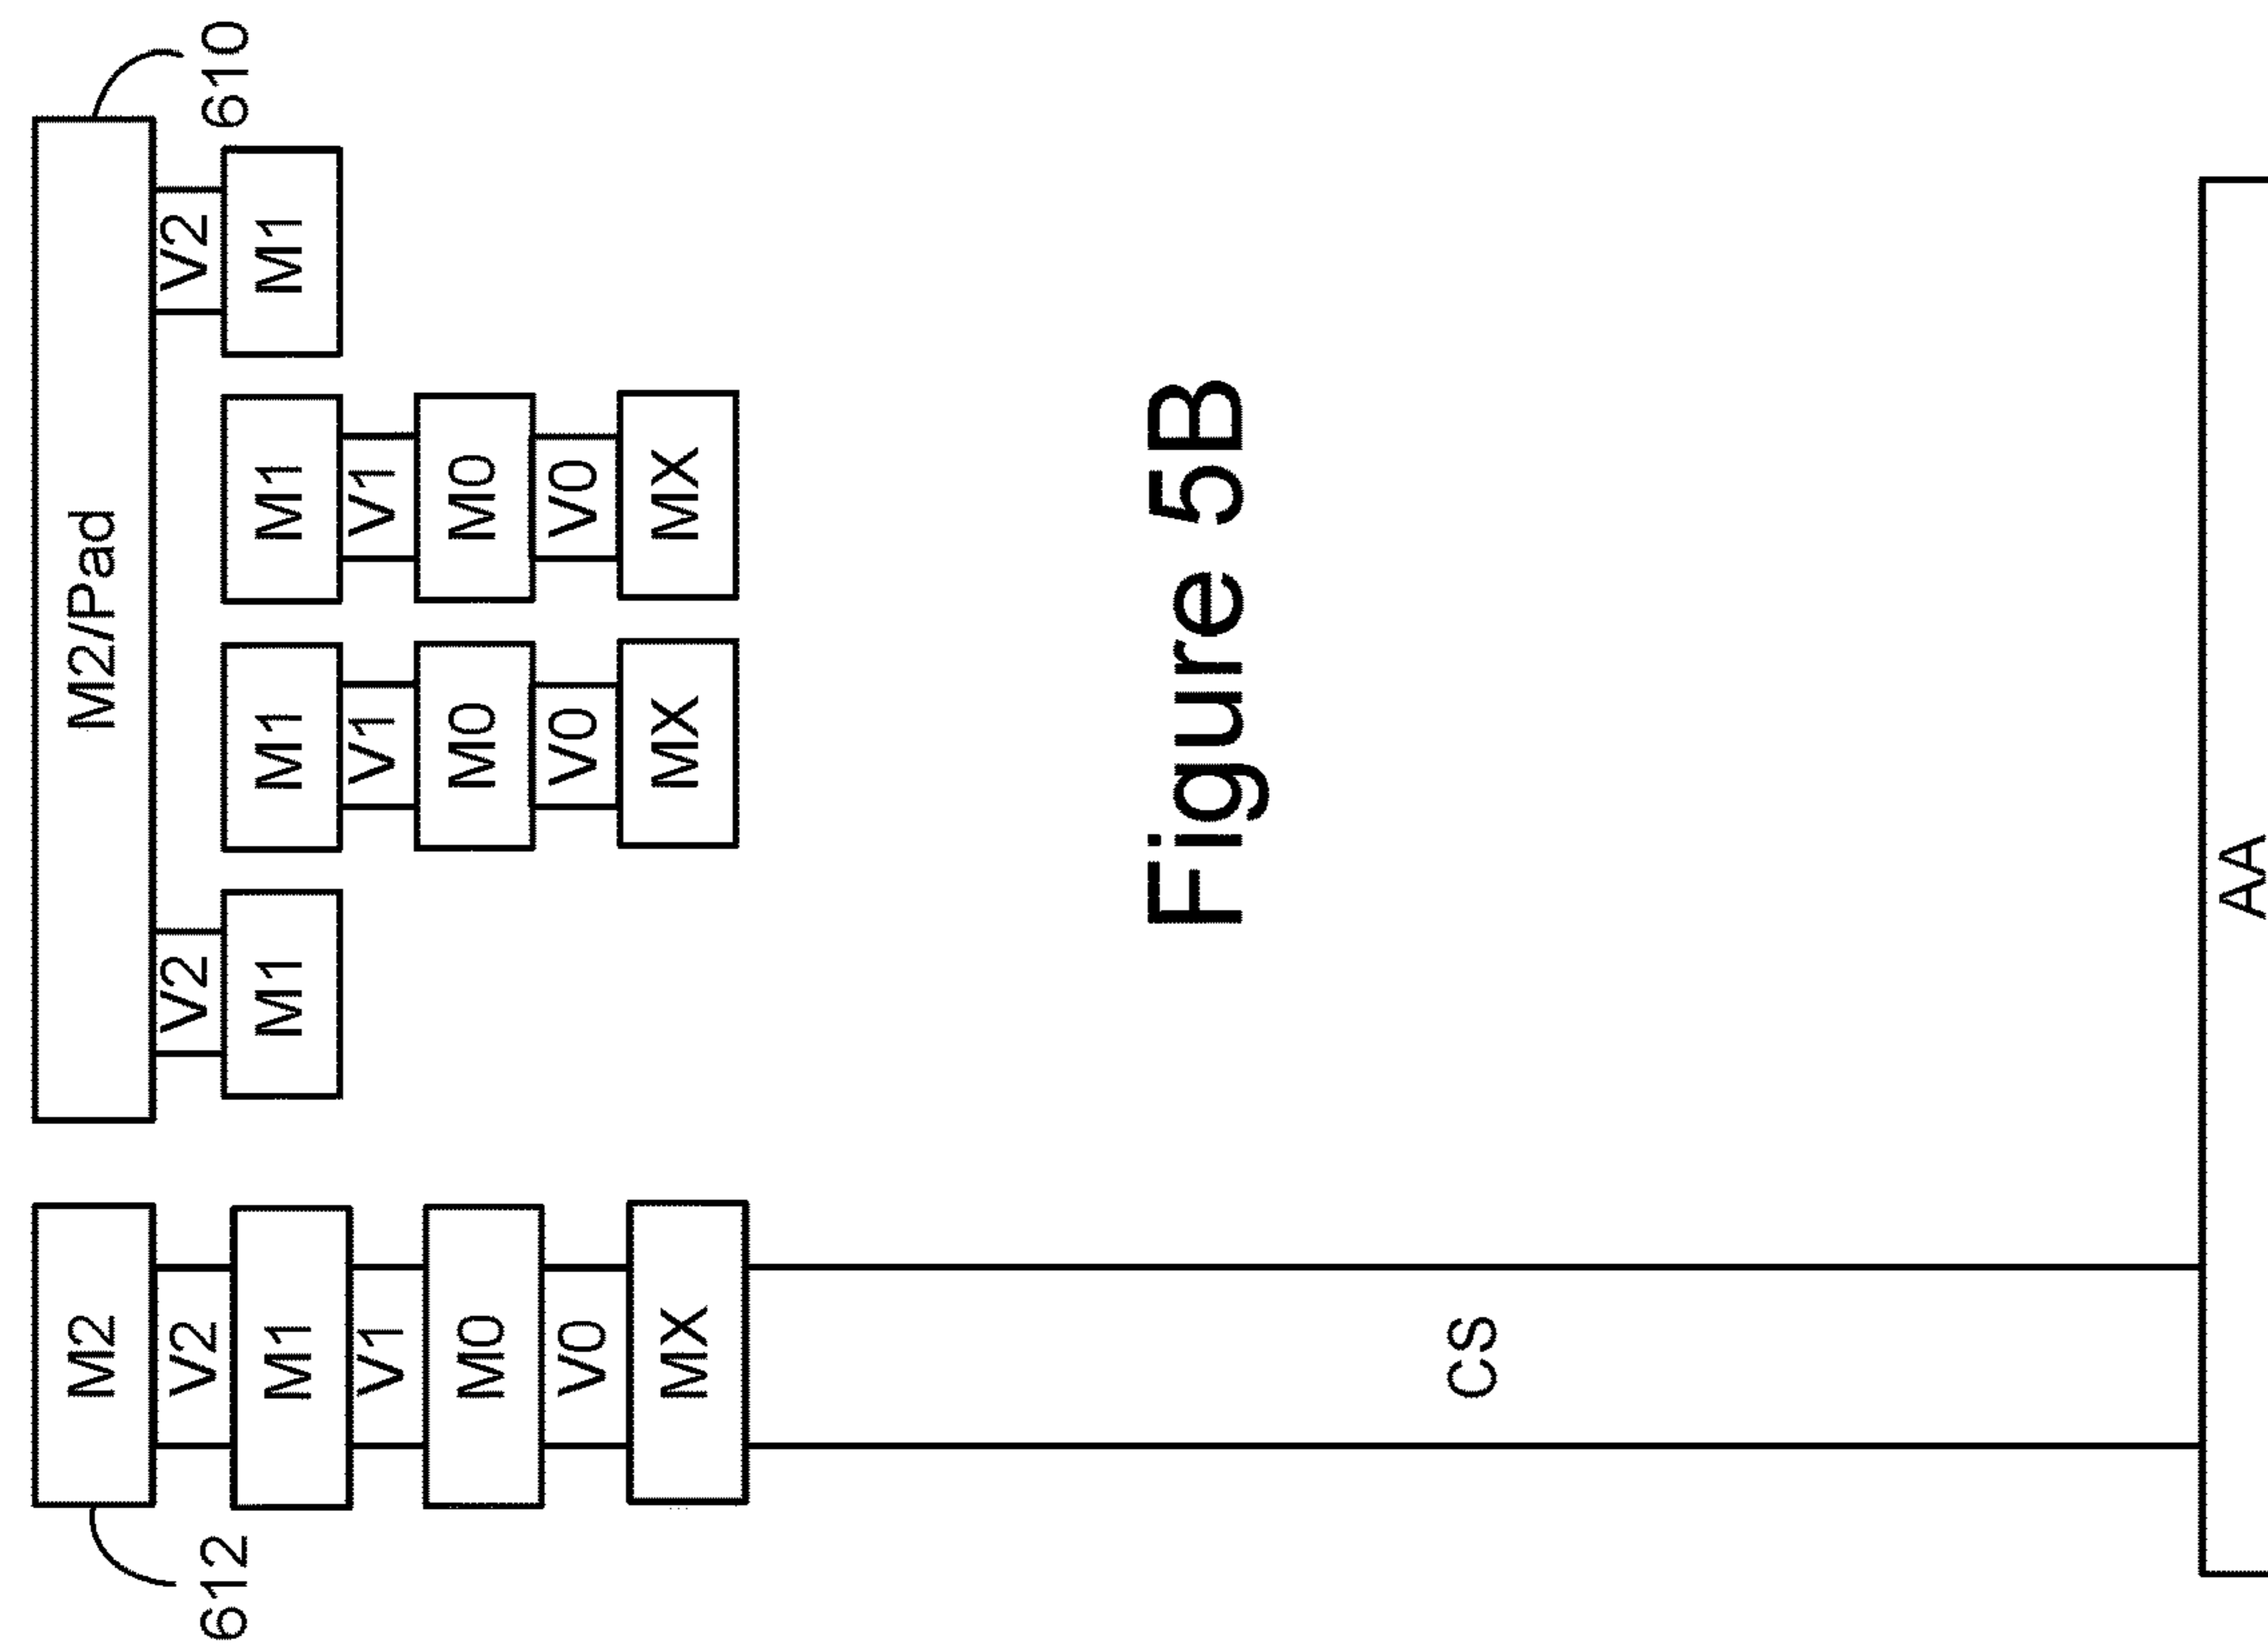 M2 M2/Pad
612 V2 V2 V2 610
M1 M1 M1 M1 M1
V1 V1 V1
M0 M0 M0
V0 V0 V0
MX MX MX
Figure 5B
CS
AA